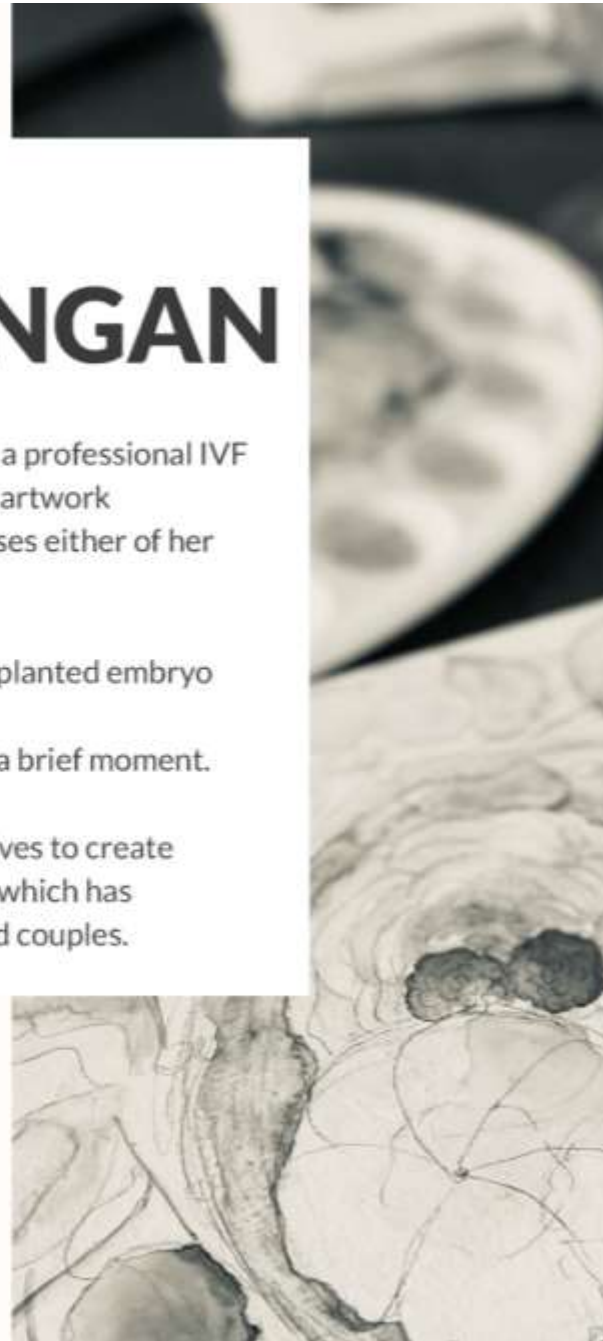 NGAN
a professional IVF
artwork
ses either of her
planted embryo
a brief moment.
ves to create
which has
d couples.